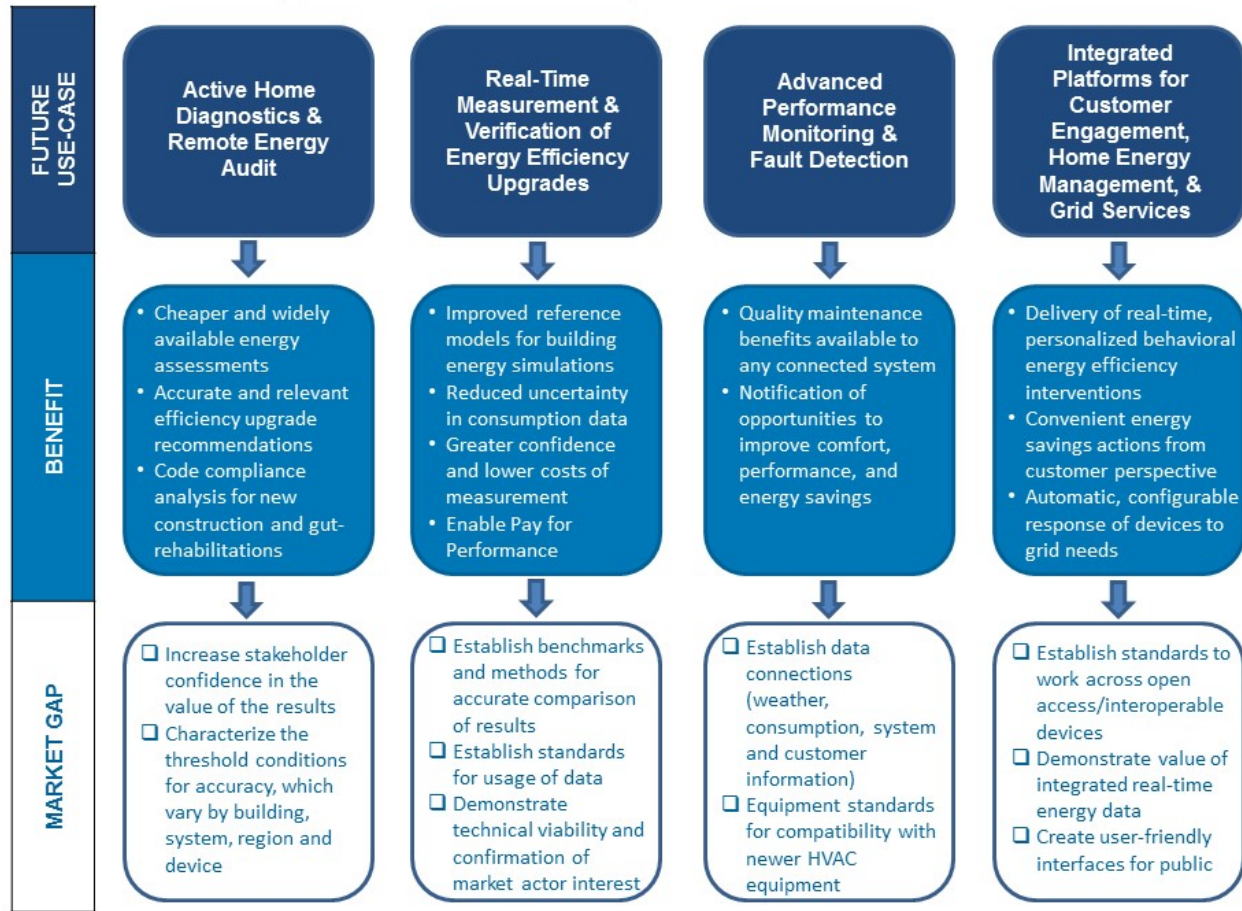 FUTURE
USE-CASE
Active Home
Diagnostics &
Remote Energy
Audit
Real-Time
Measurement &
Verification of
Energy Efficiency
Upgrades
Advanced
Performance
Monitoring &
Fault Detection
Integrated
Platforms for
Customer
Engagement,
Home Energy
Management, &
Grid Services
BENEFIT
• Cheaper and widely
available energy
assessments
• Accurate and relevant
efficiency upgrade
recommendations
• Code compliance
analysis for new
construction and gut-
rehabilitations
• Improved reference
models for building
energy simulations
• Reduced uncertainty
in consumption data
• Greater confidence
and lower costs of
measurement
• Enable Pay for
Performance
• Quality maintenance
benefits available to
any connected system
• Notification of
opportunities to
improve comfort,
performance, and
energy savings
• Delivery of real-time,
personalized behavioral
energy efficiency
interventions
• Convenient energy
savings actions from
customer perspective
• Automatic, configurable
response of devices to
grid needs
MARKET GAP
❑ Increase stakeholder
confidence in the
value of the results
❑ Characterize the
threshold conditions
for accuracy, which
vary by building,
system, region and
device
❑ Establish benchmarks
and methods for
accurate comparison
of results
❑ Establish standards
for usage of data
❑ Demonstrate
technical viability and
confirmation of
market actor interest
❑ Establish data
connections
(weather,
consumption, system
and customer
information)
❑ Equipment standards
for compatibility with
newer HVAC
equipment
❑ Establish standards to
work across open
access/interoperable
devices
❑ Demonstrate value of
integrated real-time
energy data
❑ Create user-friendly
interfaces for public